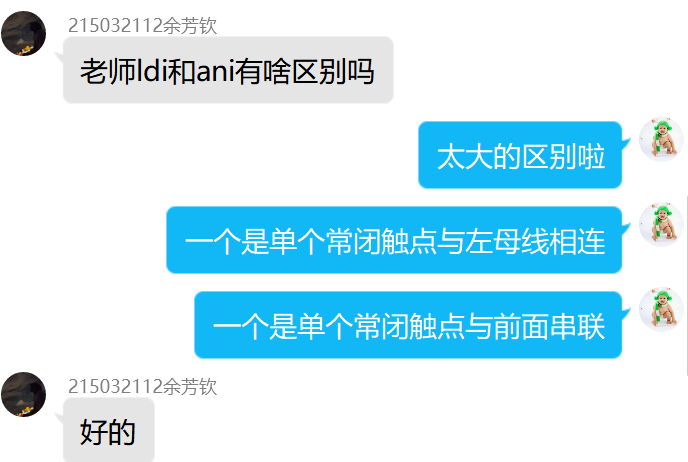 215032112余芳钦
老师ldi和ani有啥区别吗
太大的区别啦
一个是单个常闭触点与左母线相连
一个是单个常闭触点与前面串联
215032112余芳钦
好的